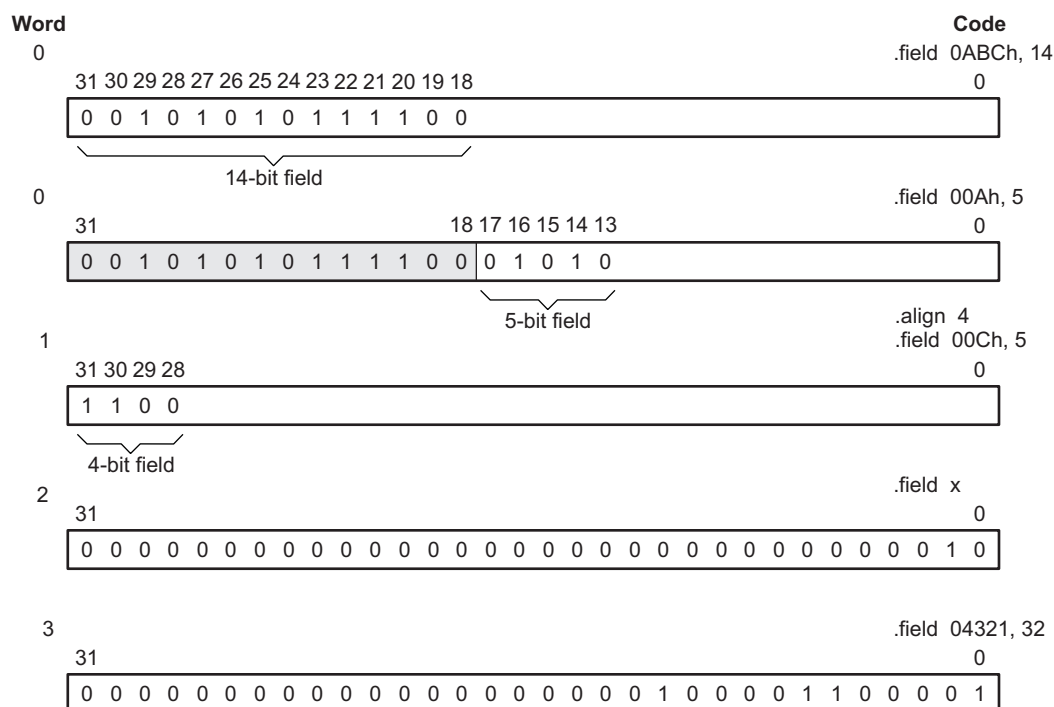 Word Code
0 .field 0ABCh, 14
31 30 29 28 27 26 25 24 23 22 21 20 19 18 0
0 0 1 0 1 0 1 0 1 1 1 1 0 0
14-bit field
0 .field 00Ah, 5
31 18 17 16 15 14 13 0
0 0 1 0 1 0 1 0 1 1 1 1 0 0 0 1 0 1 0
5-bit field
.align 4
1 .field 00Ch, 5
31 30 29 28 0
1 1 0 0
4-bit field
2 .field x
31 0
0 0 0 0 0 0 0 0 0 0 0 0 0 0 0 0 0 0 0 0 0 0 0 0 0 0 0 0 0 0 1 0
3 .field 04321, 32
31 0
0 0 0 0 0 0 0 0 0 0 0 0 0 0 0 0 0 0 0 0 1 0 0 0 0 1 1 0 0 0 0 1